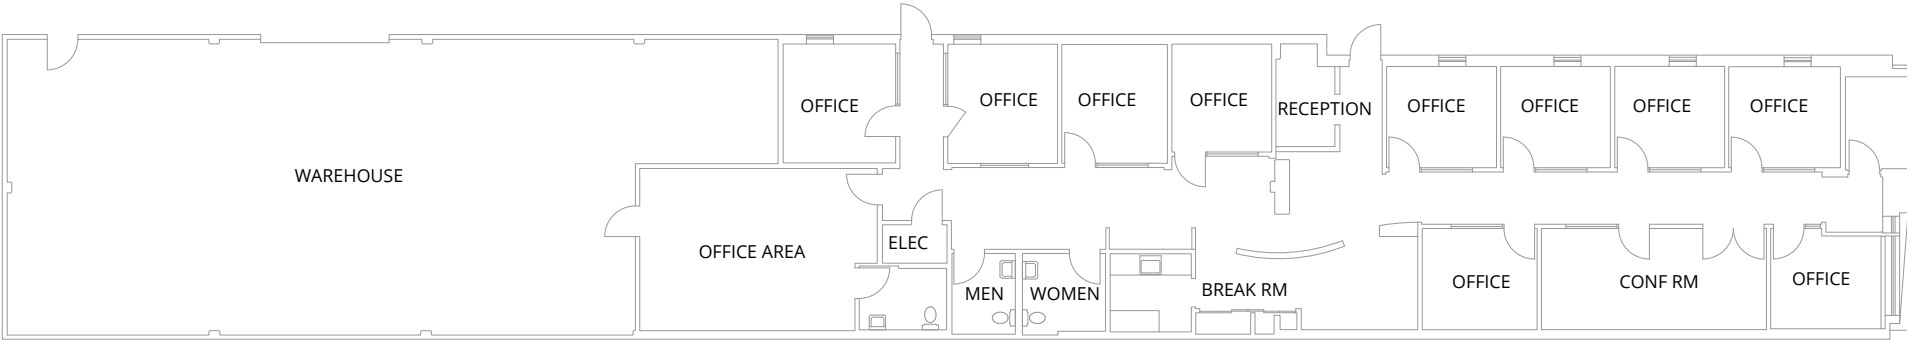 OFFICE
OFFICE
OFFICE
OFFICE
RECEPTION
OFFICE
OFFICE
OFFICE
OFFICE
WAREHOUSE
OFFICE AREA
ELEC
MEN
WOMEN
BREAK RM
OFFICE
CONF RM
OFFICE